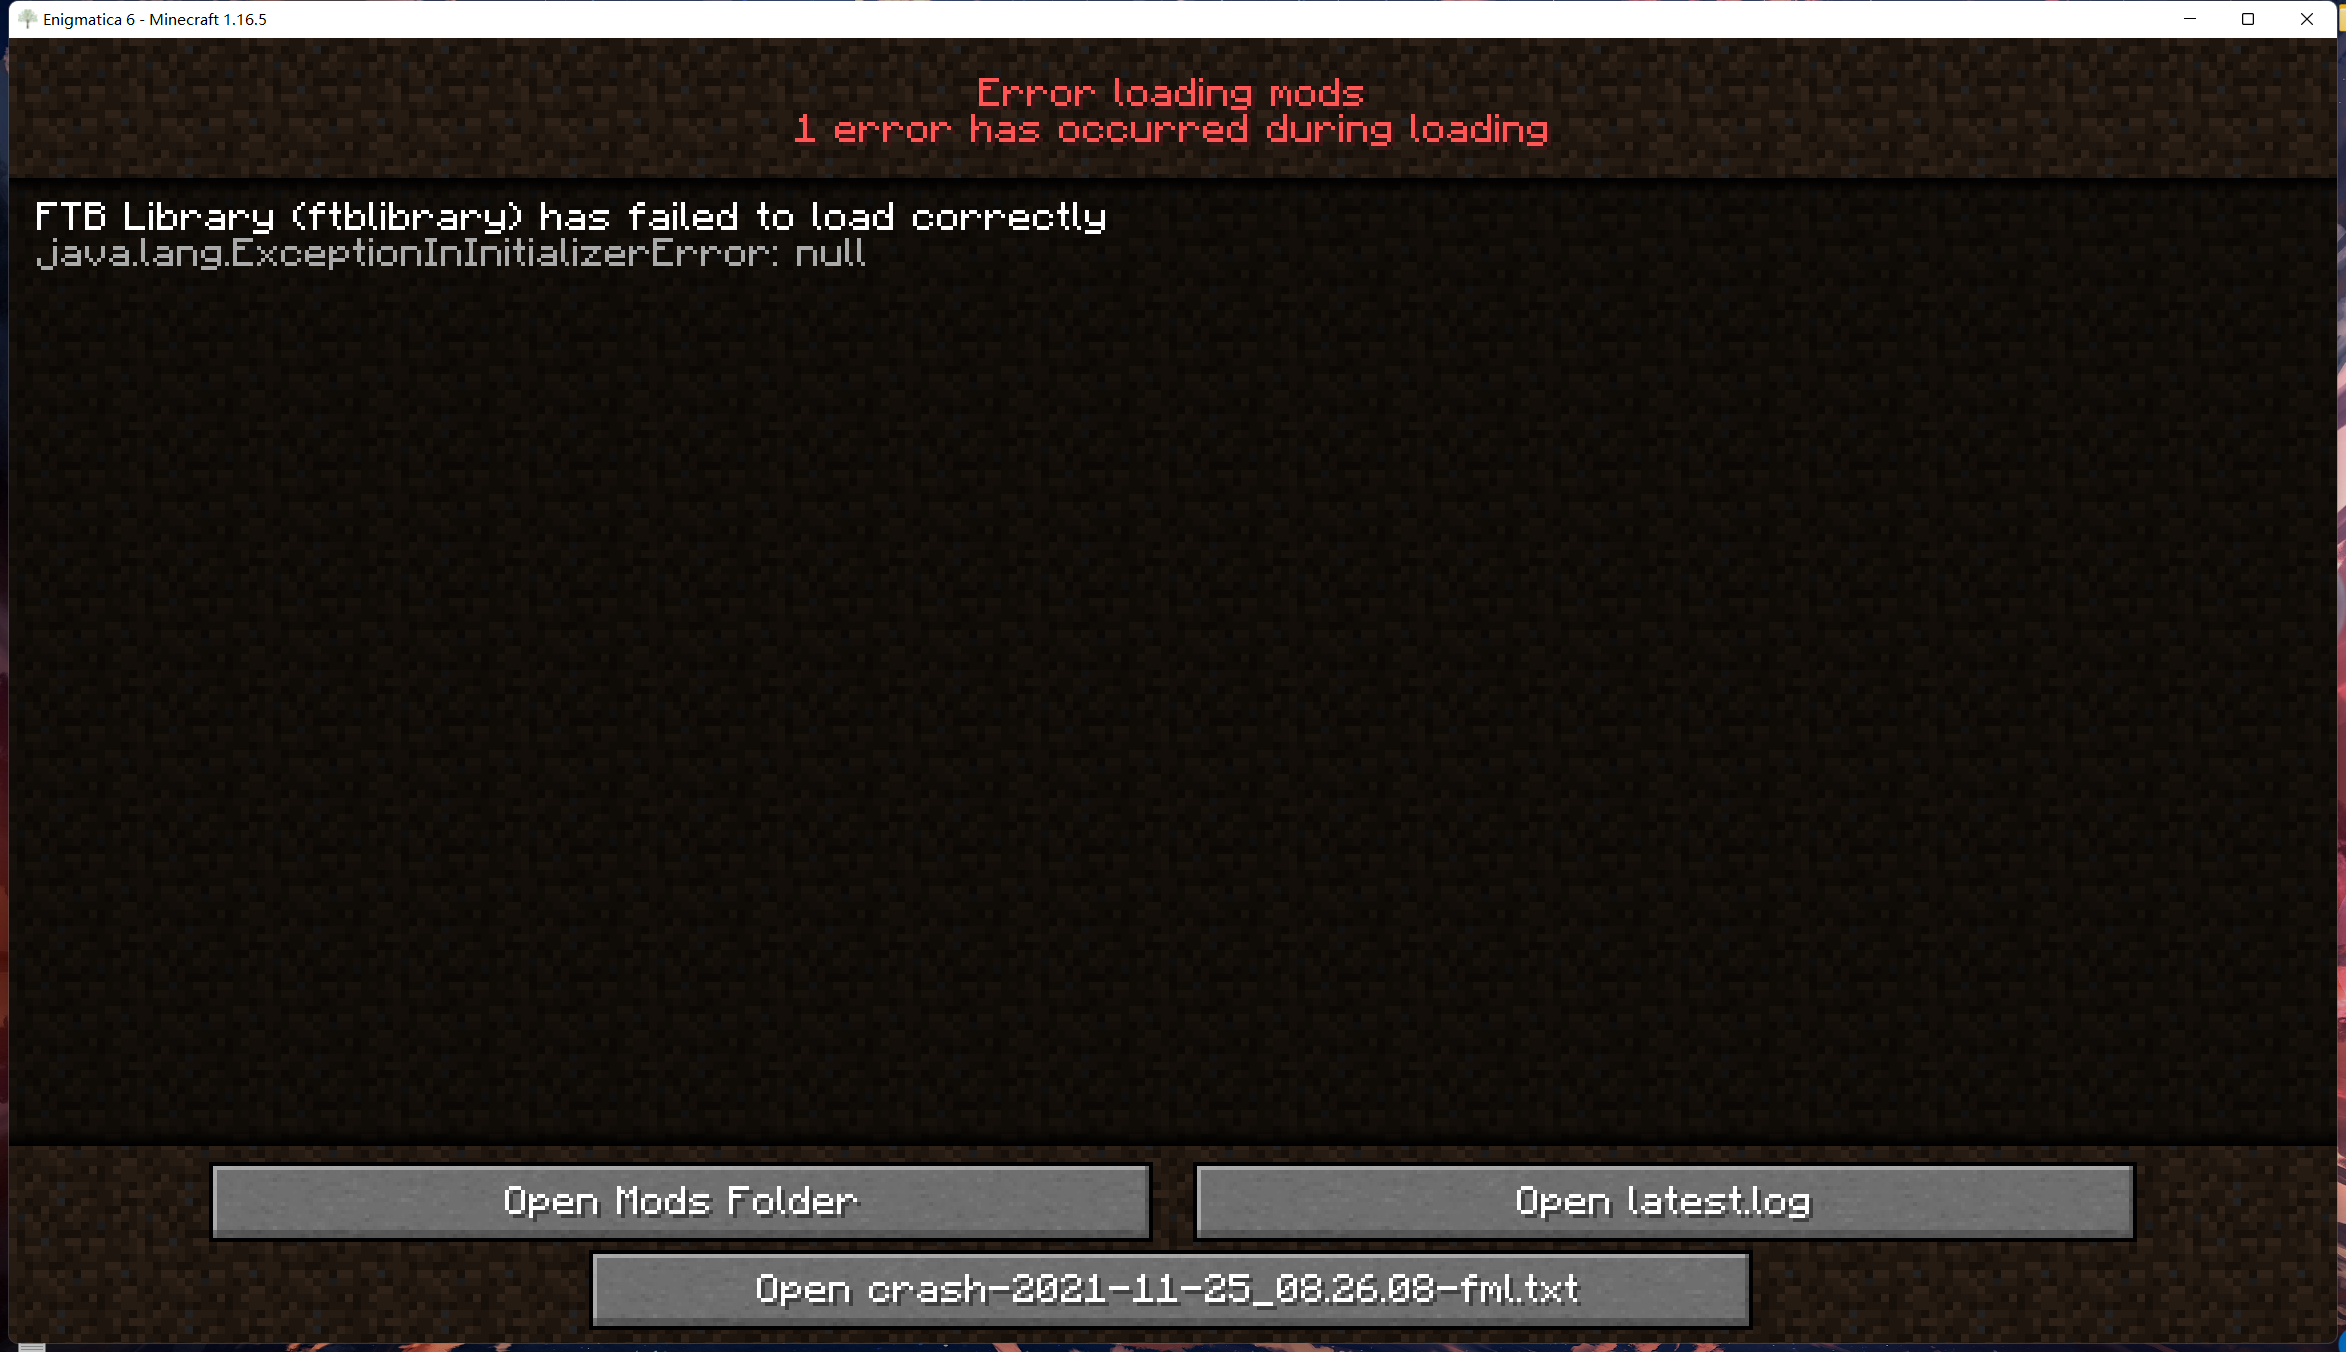 Enigmatica 6 - Minecraft 1.16.5
Error loading mods
1 error has occurred during loading
FTB Library (ftblibrary) has failed to load correctly
java.lang.ExceptionInInitializerError: null
Open Mods Folder
Open latest.log
Open crash-2021-11-25_08.26.08-fml.txt